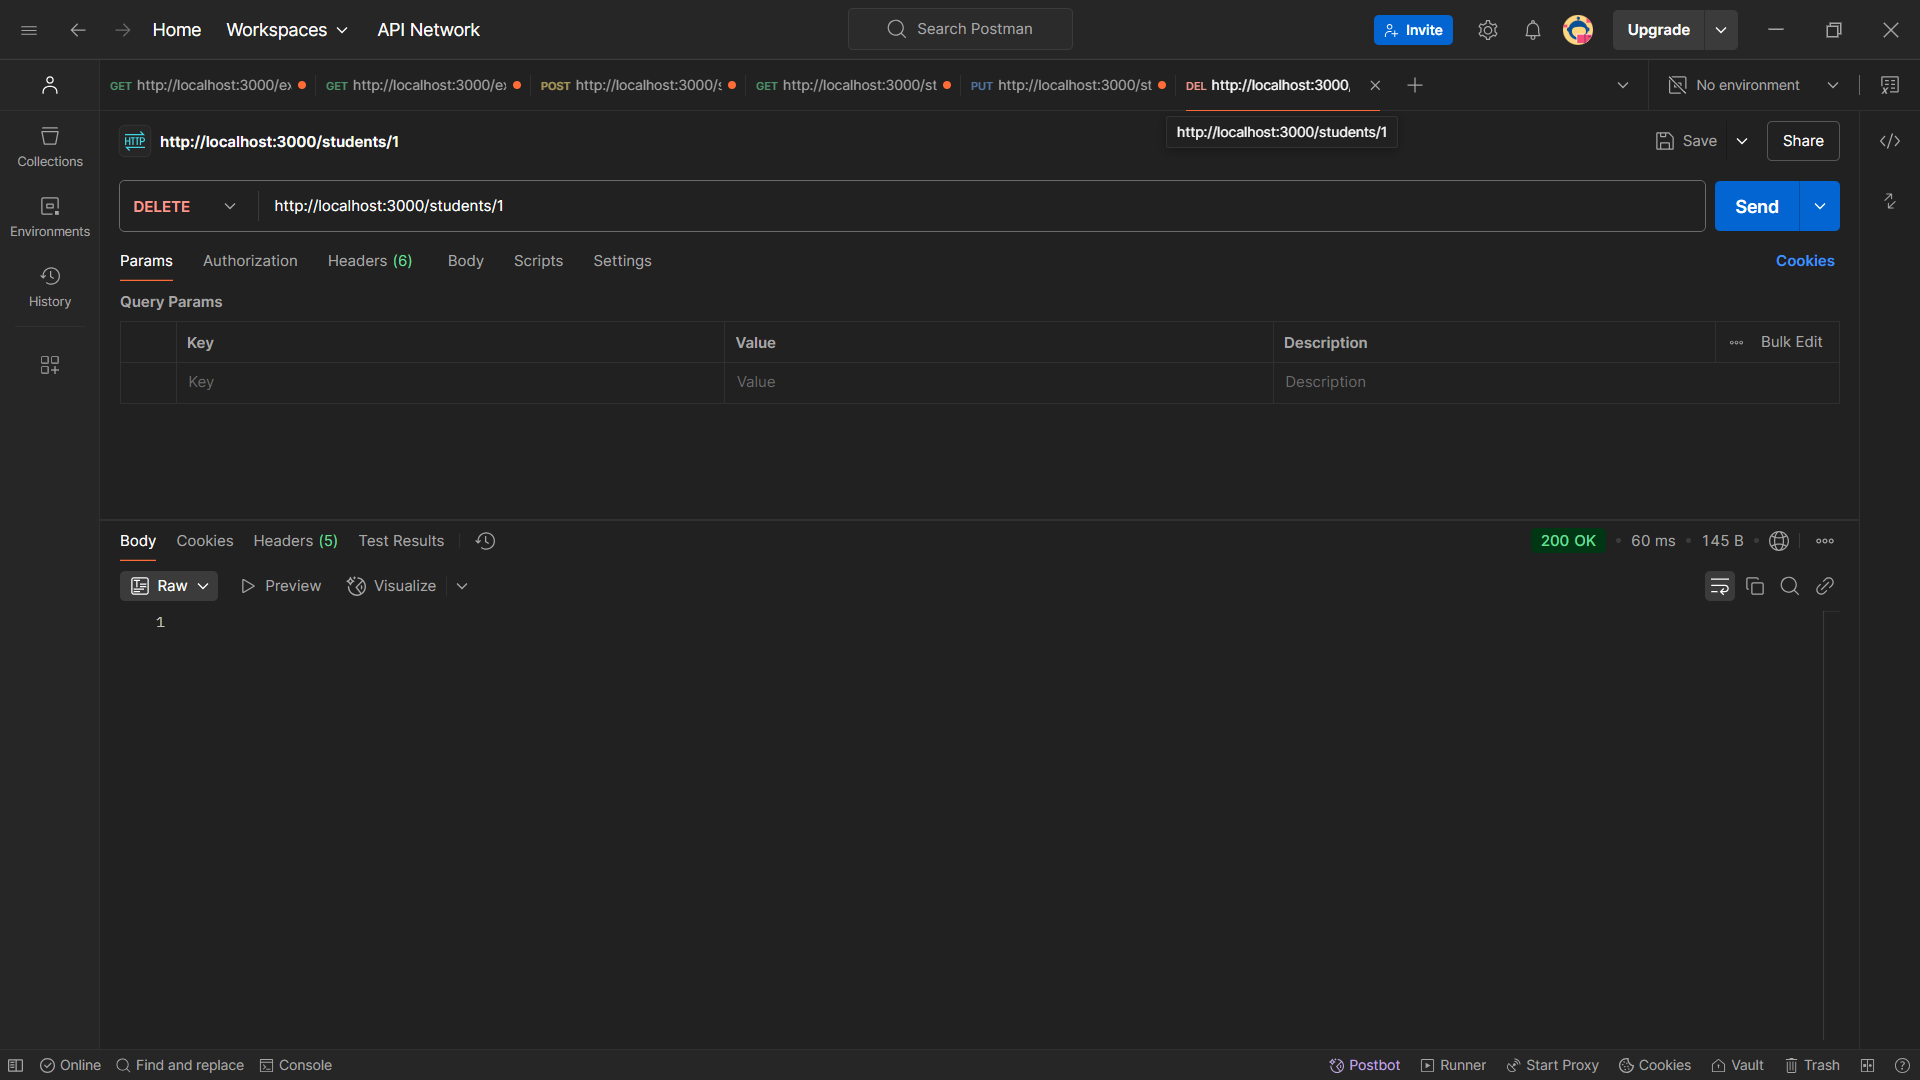 Home Workspaces API Network Search Postman Invite Upgrade
GET http://localhost:3000/ex GET http://localhost:3000/ex POST http://localhost:3000/s GET http://localhost:3000/st PUT http://localhost:3000/st DEL http://localhost:3000, No environment
http://localhost:3000/students/1
HTTP http://localhost:3000/students/1 Save Share
Collections
DELETE http://localhost:3000/students/1 Send
Environments
Params Authorization Headers (6) Body Scripts Settings Cookies
History
Query Params
Key Value Description Bulk Edit
Key Value Description
Body Cookies Headers (5) Test Results 200 OK 60 ms 145 B
Raw Preview Visualize
1
Online Find and replace Console Postbot Runner Start Proxy Cookies Vault Trash